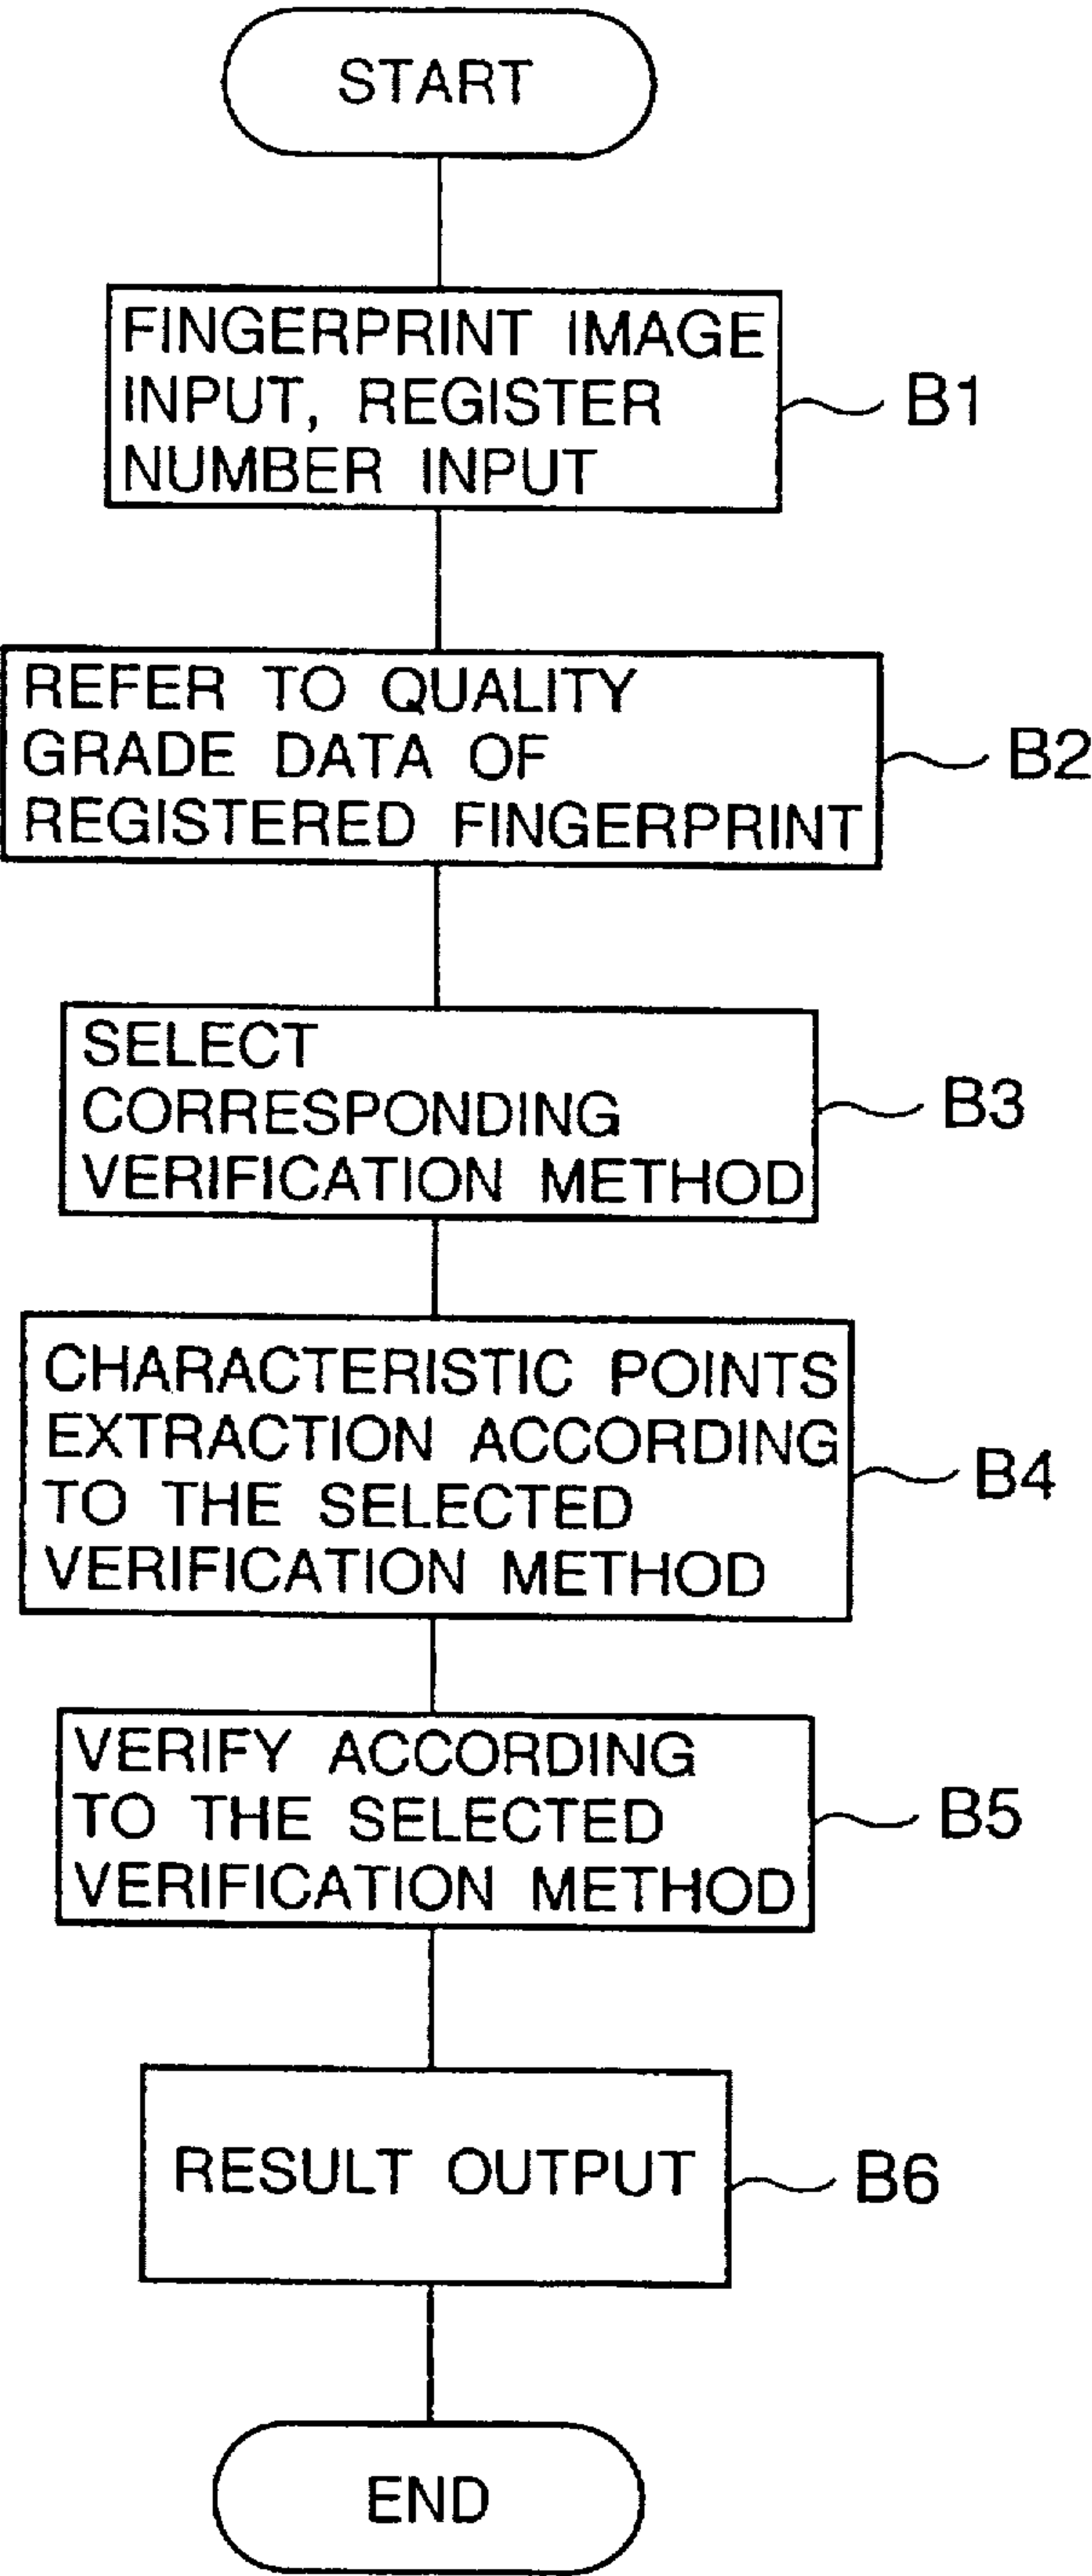 START
FINGERPRINT IMAGE
INPUT, REGISTER
NUMBER INPUT
B1
REFER TO QUALITY
GRADE DATA OF
REGISTERED FINGERPRINT
B2
SELECT
CORRESPONDING
VERIFICATION METHOD
B3
CHARACTERISTIC POINTS
EXTRACTION ACCORDING
TO THE SELECTED
VERIFICATION METHOD
B4
VERIFY ACCORDING
TO THE SELECTED
VERIFICATION METHOD
B5
RESULT OUTPUT
B6
END